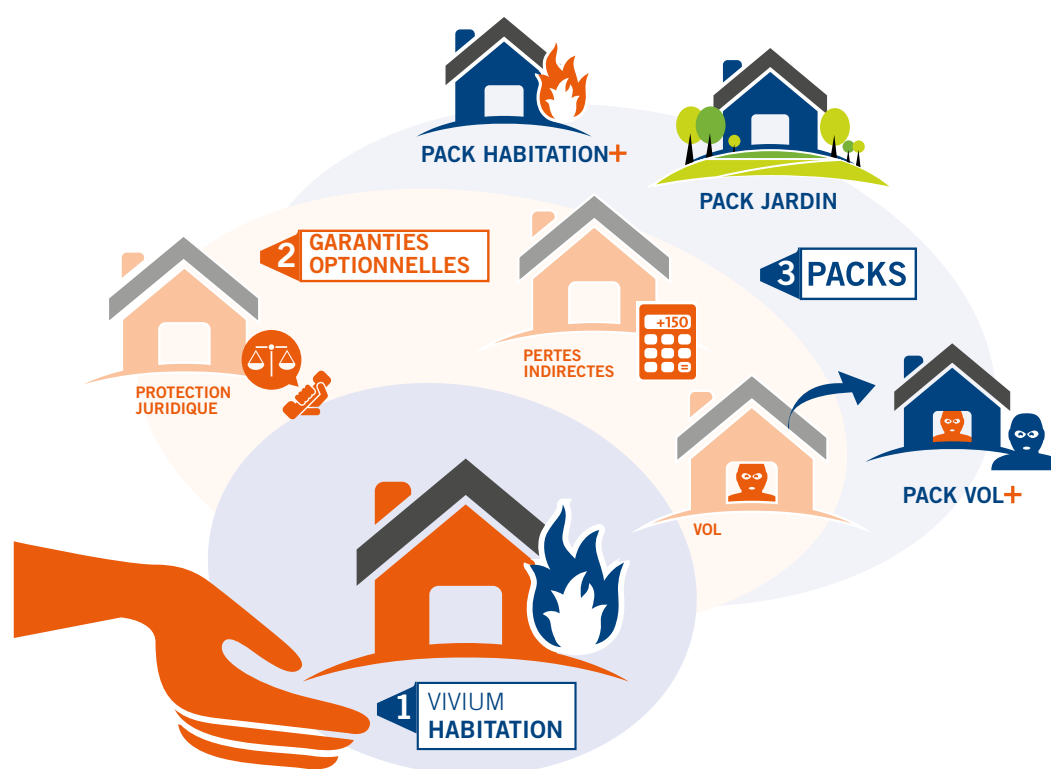 PACK HABITATION+
PACK JARDIN
2 GARANTIES
OPTIONNELLES
3 PACKS
+150
=
PERTES
INDIRECTES
PROTECTION
JURIDIQUE
VOL
PACK VOL+
1 VIVIUM
HABITATION